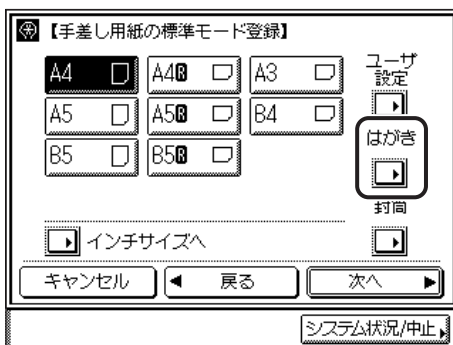 【手差し用紙の標準モード登録】
A4 A4R A3
ユーザ
設定
A5 A5R B4
はがき
B5 B5R
封筒
インチサイズへ
キャンセル 戻る 次へ
システム状況/中止